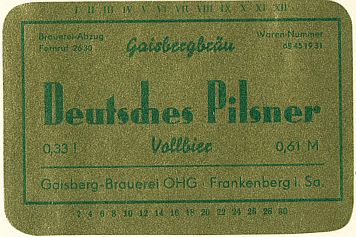 I II III IV V VI VII VIII IX X XI XII
Brauerei-Abzug
Fernruf 2630
Gaisbergbräu
Waren-Nummer
68 45 19 31
Deutsches Pilsner
0,33 l
Vollbier
0,61 M
Gaisberg-Brauerei OHG · Frankenberg i. Sa.
2 4 6 8 10 12 14 16 18 20 22 24 26 28 30